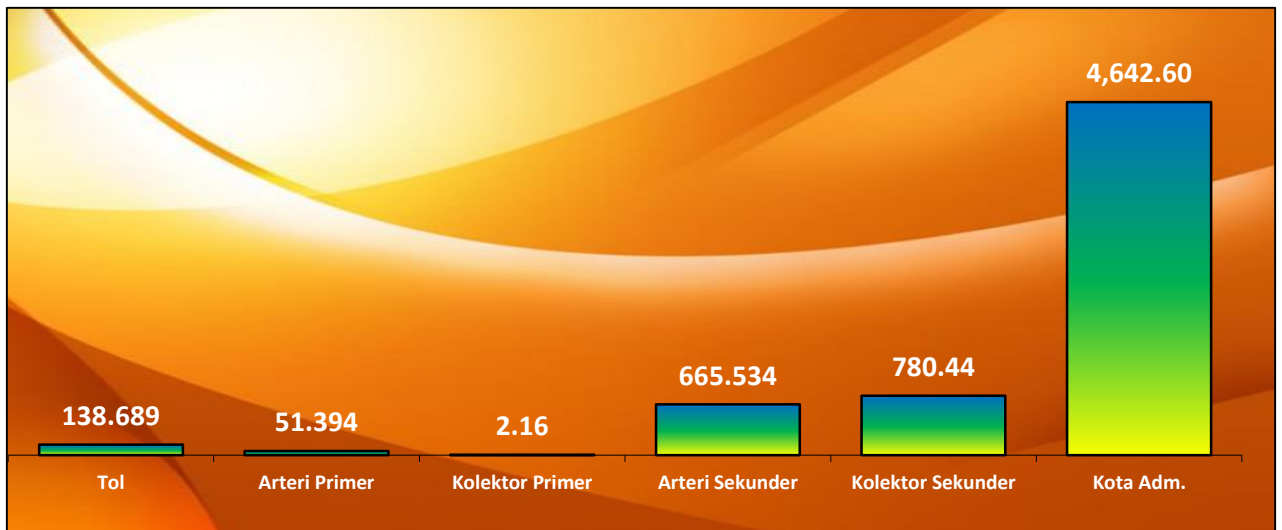 4,642.60
665.534
780.44
138.689
51.394
2.16
Tol
Arteri Primer
Kolektor Primer
Arteri Sekunder
Kolektor Sekunder
Kota Adm.